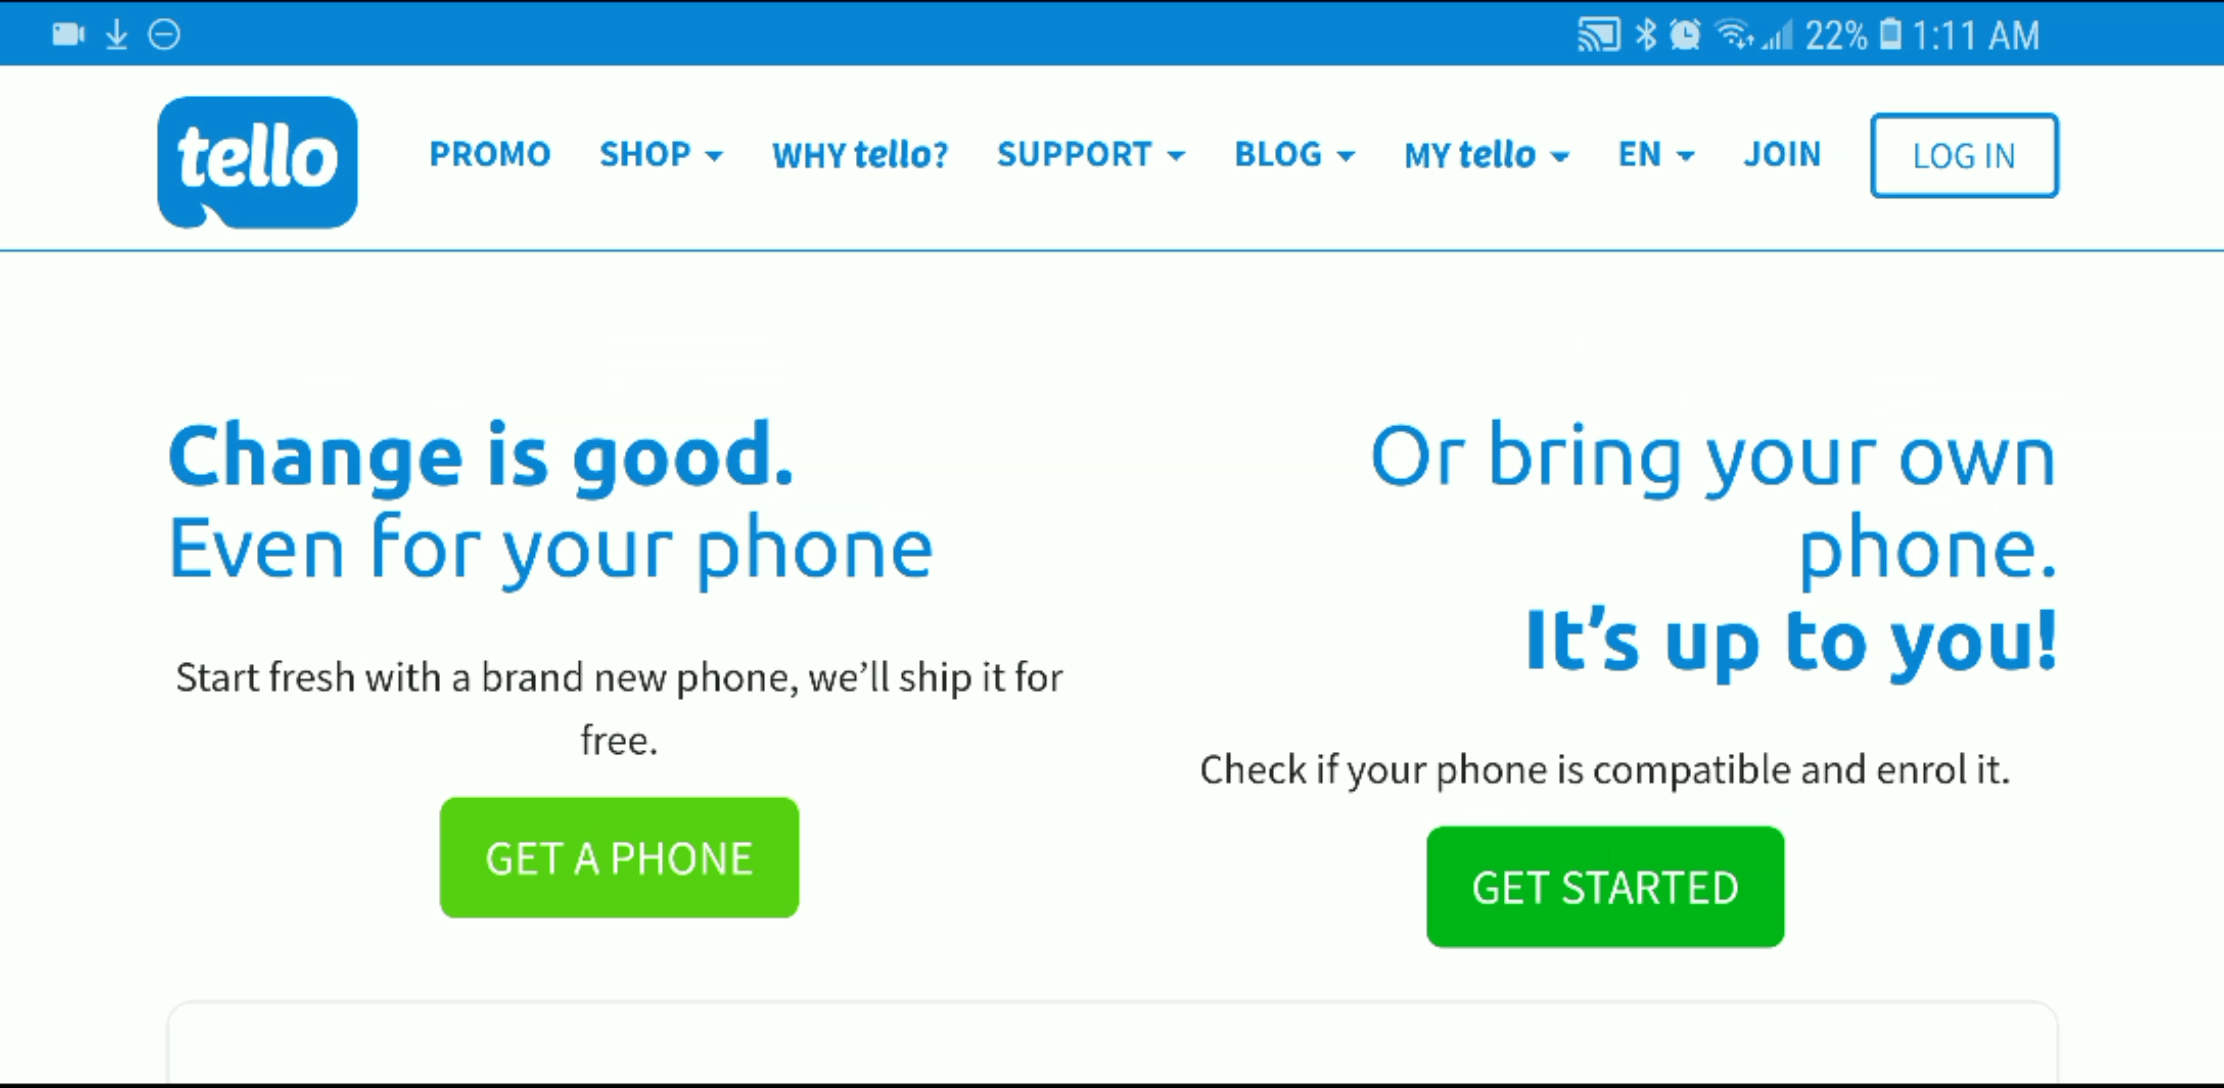 22% 1:11 AM
tello
PROMO SHOP WHY tello? SUPPORT BLOG MY tello EN JOIN LOG IN
Change is good.
Even for your phone
Start fresh with a brand new phone, we’ll ship it for
free.
GET A PHONE
Or bring your own
phone.
It’s up to you!
Check if your phone is compatible and enrol it.
GET STARTED